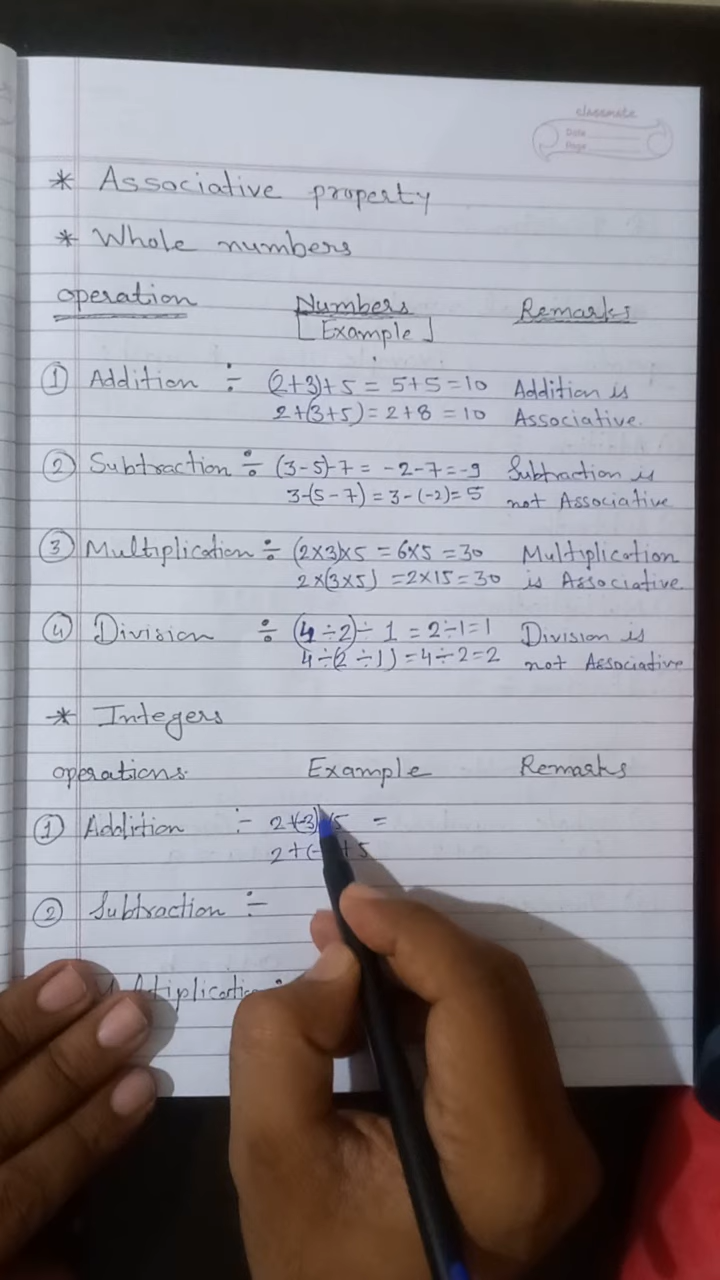 classmate
Date
Page
* Associative property
* Whole numbers
operation Numbers Remarks
[Example]
① Addition ÷ (2+3)+5 = 5+5=10 Addition is
2+(3+5)=2+8=10 Associative.
② Subtraction ÷ (3-5)-7 = -2-7=-9 Subtraction is
3-(5-7)=3-(-2)=5 not Associative
③ Multiplication ÷ (2×3)×5 =6×5=30 Multiplication
2×(3×5) =2×15=30 is Associative
④ Division ÷ (4÷2)÷1=2÷1=1 Division is
4÷(2÷1)=4÷2=2 not Associative
* Integers
operations. Example Remarks
① Addition :- 2+(-3)+5 =
2+(- +5
② Subtraction ÷